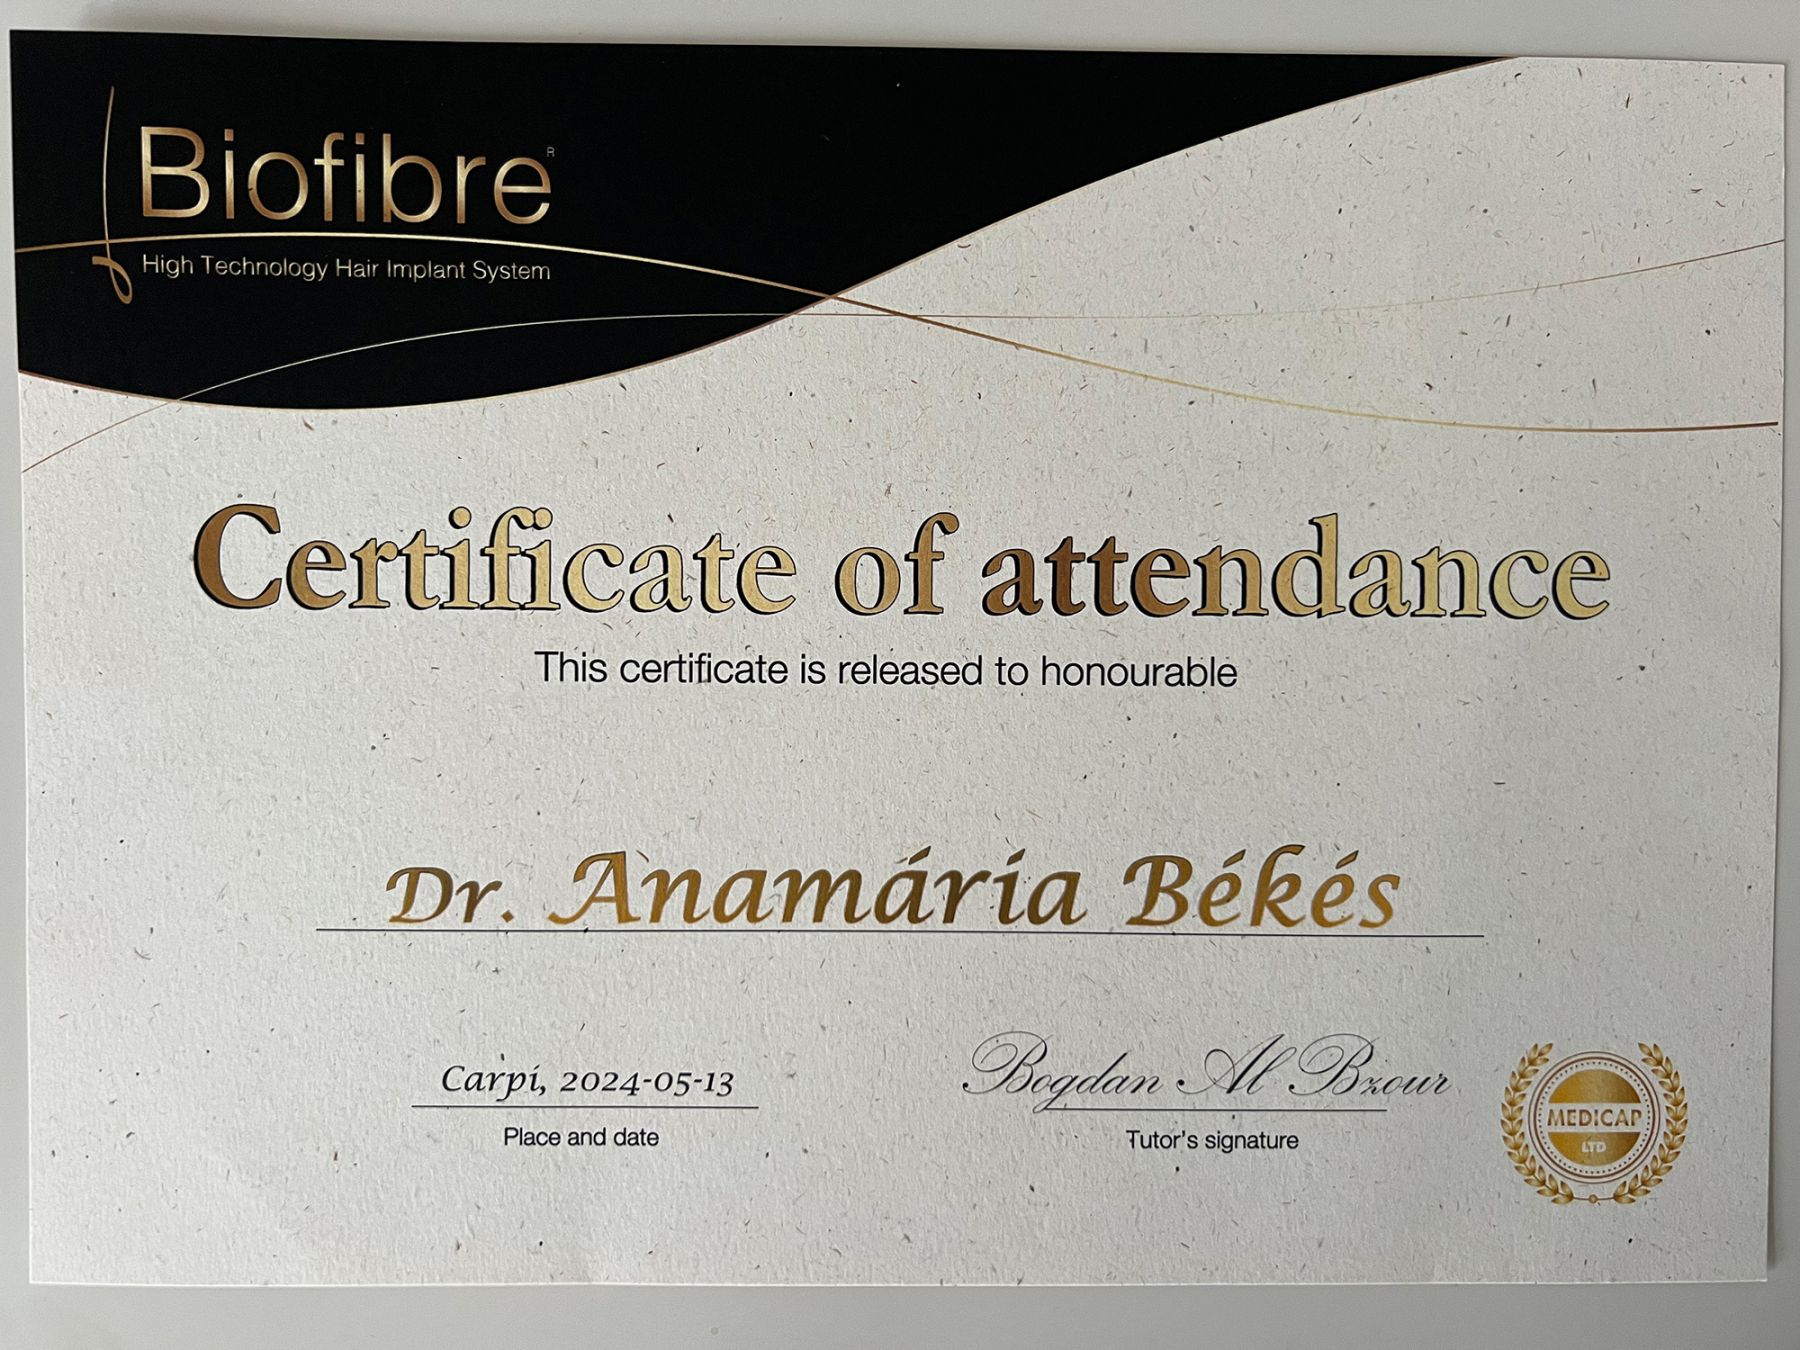 Biofibre®
High Technology Hair Implant System
Certificate of attendance
This certificate is released to honourable
Dr. Anamária Békés
Carpi, 2024-05-13
Place and date
Bogdan Al Bzour
Tutor's signature
MEDICAP
LTD